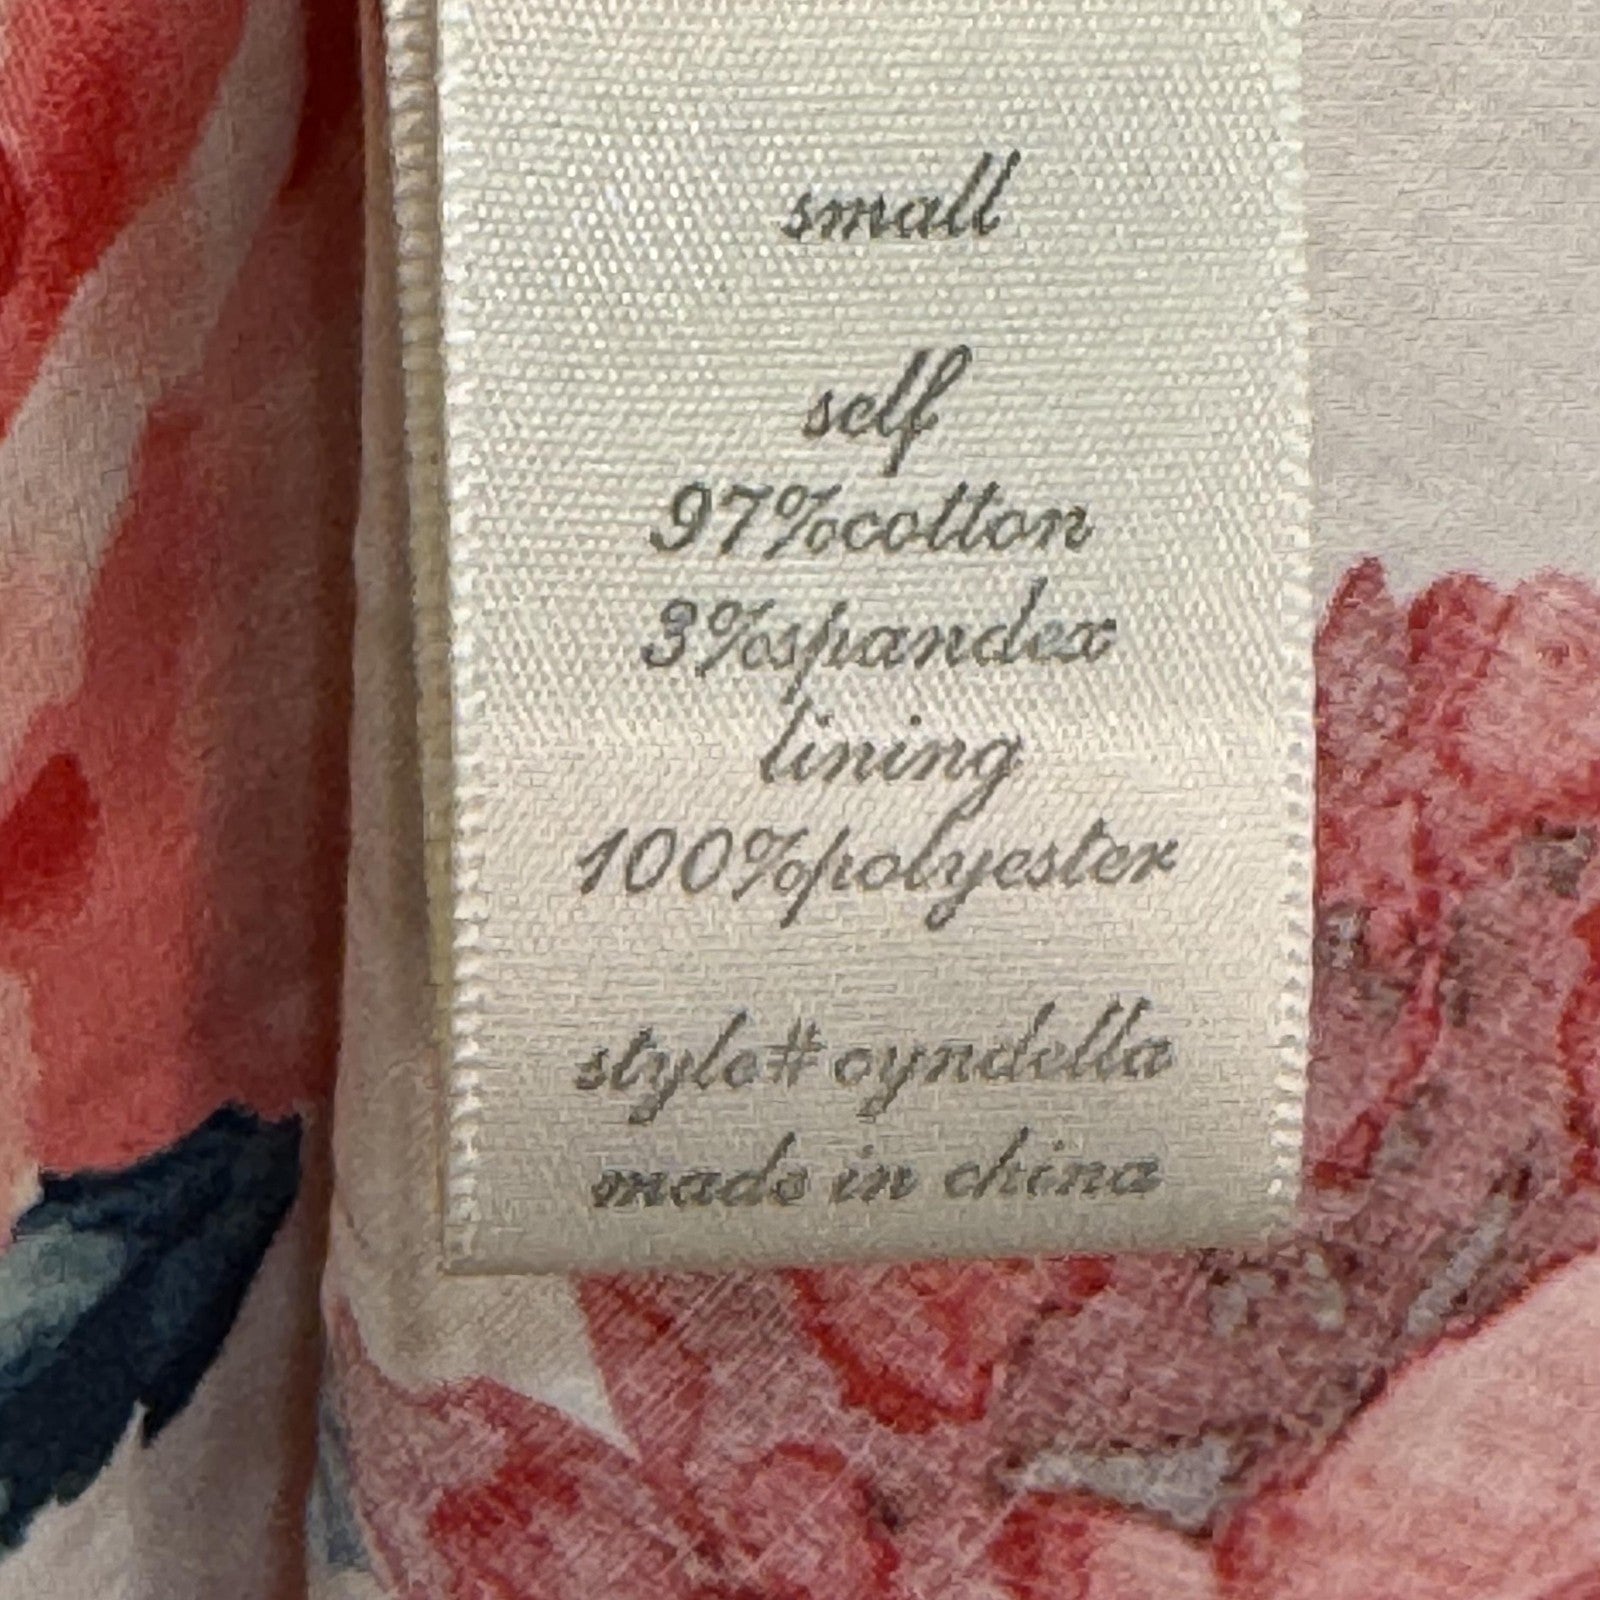 small
self
97%cotton
3%spandex
lining
100%polyester
style# cyndella
made in china